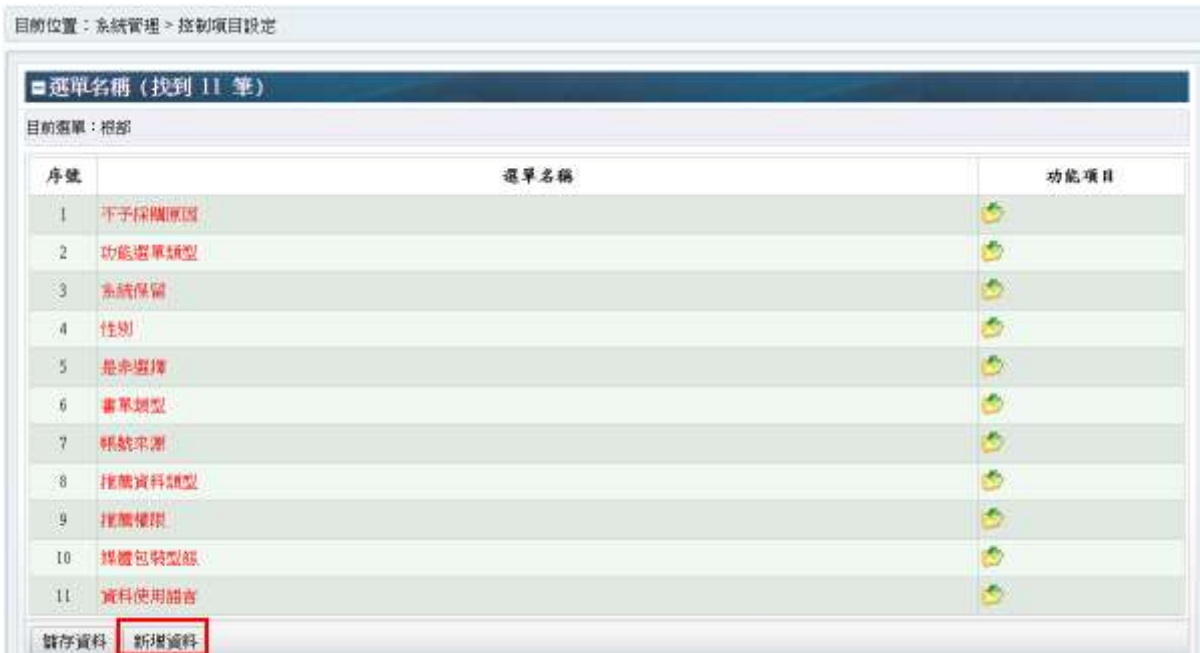 目前位置：系統管理 > 控制項目設定
選單名稱（找到 11 筆）
目前選單：根部
序號 選單名稱 功能項目
1 不予採購原因
2 功能選單類型
3 系統保留
4 性別
5 是非選擇
6 書單類型
7 帳號來源
8 推薦資料類型
9 推薦權限
10 媒體包裝型態
11 資料使用語言
儲存資料 新增資料